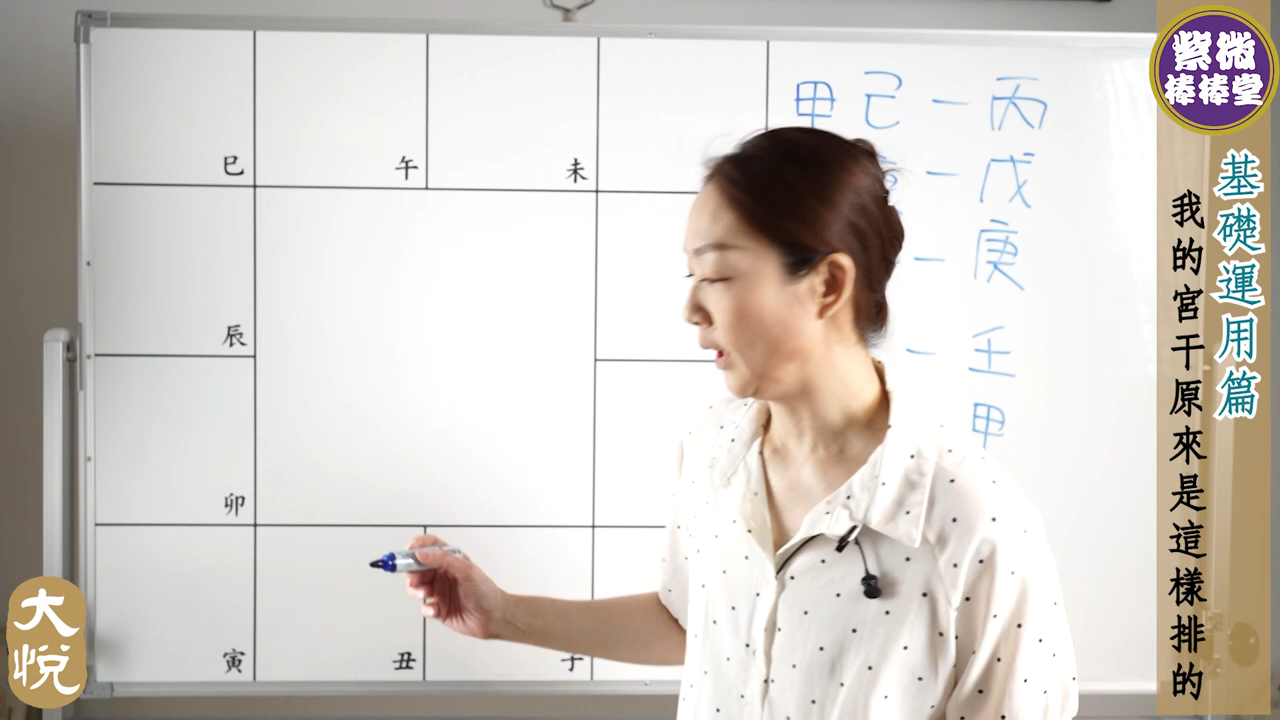 巳
午
未
辰
卯
寅
丑
子
甲己－丙
－戊
－庚
－壬
甲
紫微
棒棒堂
基礎運用篇
我的宮干原來是這樣排的
大悅